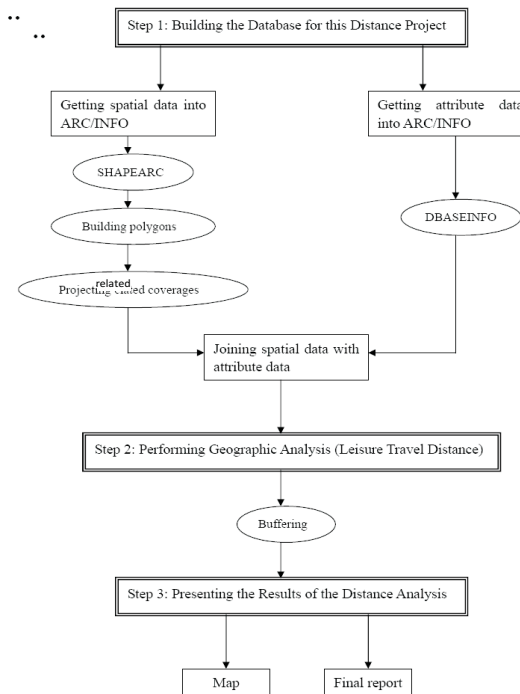 Step 1: Building the Database for this Distance Project
Getting spatial data into
ARC/INFO
Getting attribute data
into ARC/INFO
SHAPEARC
DBASEINFO
Building polygons
related
Projecting coverages
Joining spatial data with
attribute data
Step 2: Performing Geographic Analysis (Leisure Travel Distance)
Buffering
Step 3: Presenting the Results of the Distance Analysis
Map
Final report